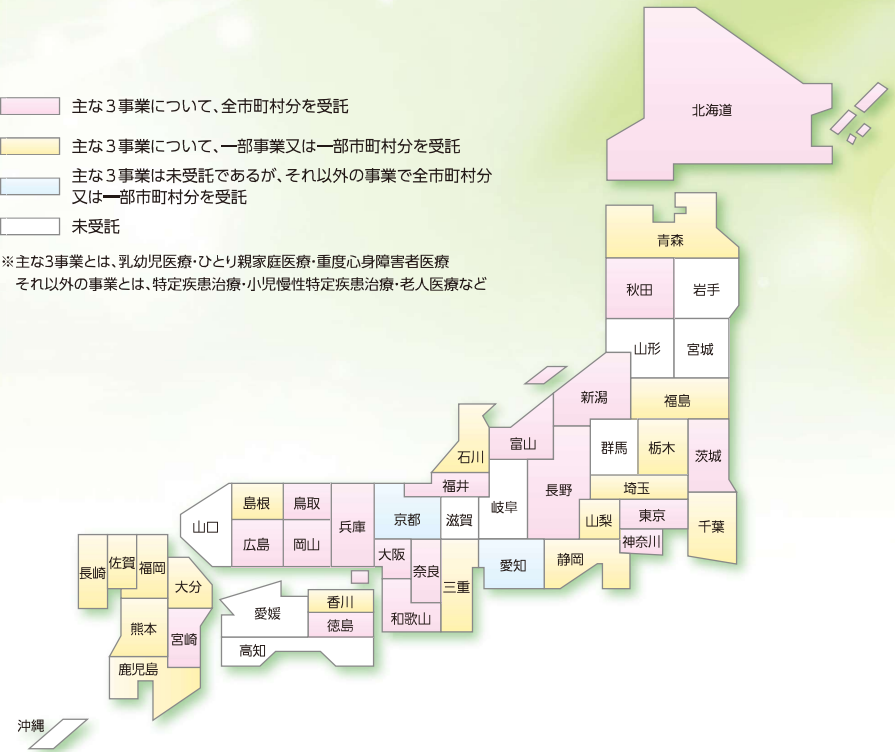 主な3事業について、全市町村分を受託
主な3事業について、一部事業又は一部市町村分を受託
主な3事業は未受託であるが、それ以外の事業で全市町村分
又は一部市町村分を受託
未受託
※主な3事業とは、乳幼児医療・ひとり親家庭医療・重度心身障害者医療
それ以外の事業とは、特定疾患治療・小児慢性特定疾患治療・老人医療など
北海道
青森
秋田
岩手
山形
宮城
新潟
福島
富山
石川
群馬
栃木
茨城
福井
長野
埼玉
岐阜
島根
鳥取
兵庫
京都
滋賀
山梨
東京
千葉
山口
広島
岡山
大阪
奈良
三重
愛知
静岡
神奈川
長崎
佐賀
福岡
大分
熊本
宮崎
鹿児島
愛媛
香川
徳島
高知
和歌山
沖縄